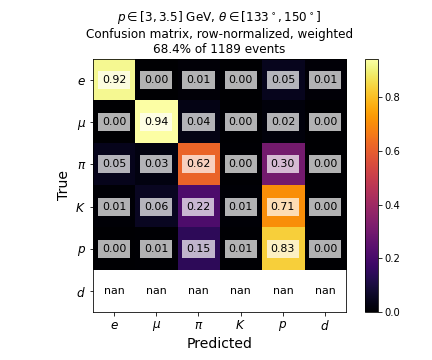 p ∈ [3, 3.5] GeV, θ ∈ [133°, 150°]
Confusion matrix, row-normalized, weighted
68.4% of 1189 events
True
e 0.92 0.00 0.01 0.00 0.05 0.01
μ 0.00 0.94 0.04 0.00 0.02 0.00
π 0.05 0.03 0.62 0.00 0.30 0.00
K 0.01 0.06 0.22 0.01 0.71 0.00
p 0.00 0.01 0.15 0.01 0.83 0.00
d nan nan nan nan nan nan
e μ π K p d
Predicted
0.8
0.6
0.4
0.2
0.0